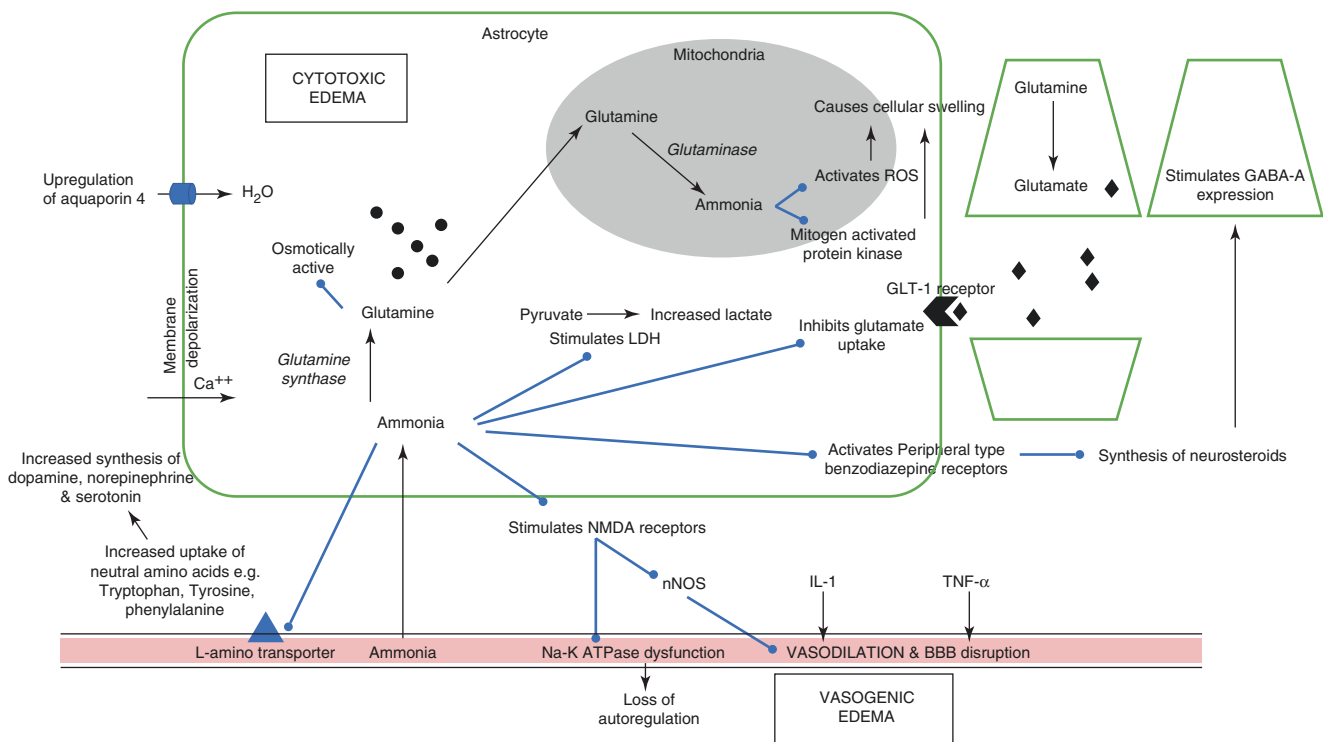 Astrocyte
CYTOTOXIC
EDEMA
Mitochondria
Glutamine
Glutaminase
Ammonia
Causes cellular swelling
Activates ROS
Mitogen activated
protein kinase
Glutamine
Glutamate
Stimulates GABA-A
expression
Upregulation
of aquaporin 4
H₂O
Osmotically
active
Glutamine
Glutamine
synthase
Membrane
depolarization
Ca⁺⁺
Ammonia
Pyruvate
Increased lactate
Stimulates LDH
GLT-1 receptor
Inhibits glutamate
uptake
Activates Peripheral type
benzodiazepine receptors
Synthesis of neurosteroids
Increased synthesis of
dopamine, norepinephrine
& serotonin
Increased uptake of
neutral amino acids e.g.
Tryptophan, Tyrosine,
phenylalanine
Stimulates NMDA receptors
nNOS
IL-1
TNF-α
L-amino transporter
Ammonia
Na-K ATPase dysfunction
VASODILATION & BBB disruption
Loss of
autoregulation
VASOGENIC
EDEMA